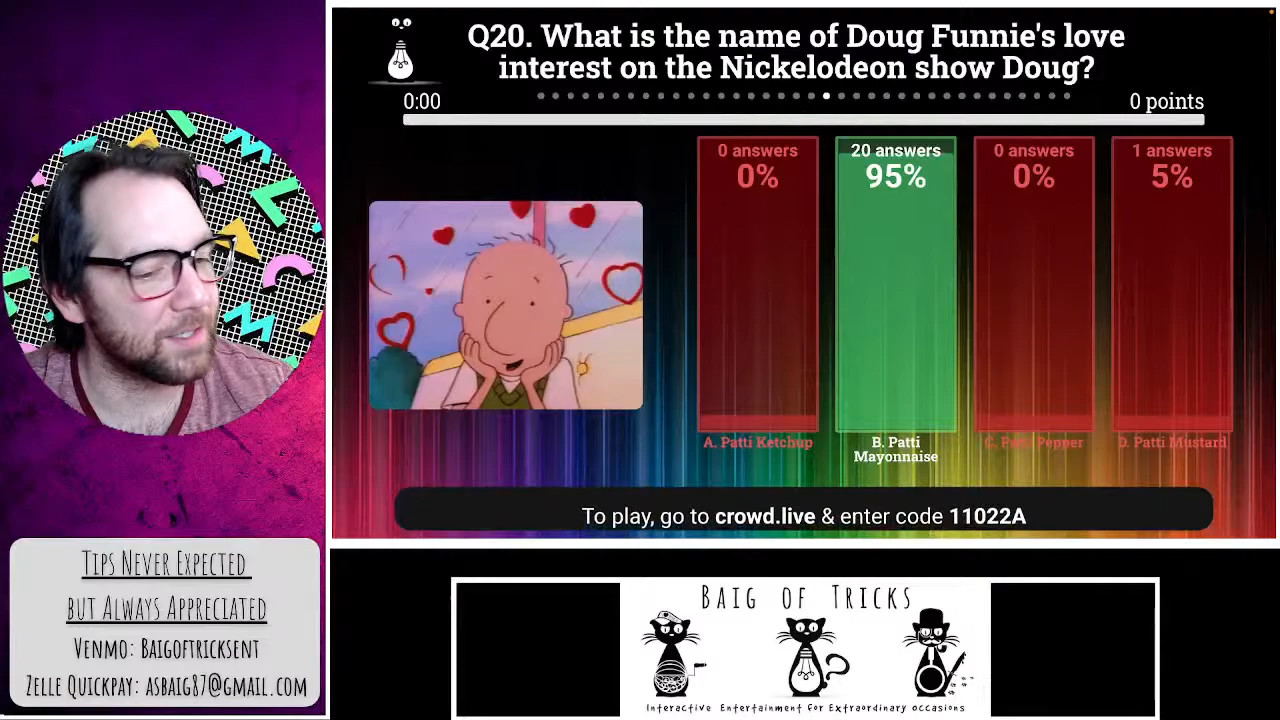 Q20. What is the name of Doug Funnie's love
interest on the Nickelodeon show Doug?
0:00
0 points
0 answers
0%
20 answers
95%
0 answers
0%
1 answers
5%
A. Patti Ketchup
B. Patti
Mayonnaise
C. Patti Pepper
D. Patti Mustard
To play, go to crowd.live & enter code 11022A
Tips Never Expected
but Always Appreciated
Venmo: Baigoftricksent
Zelle Quickpay: asbaig87@gmail.com
Baig of Tricks
Interactive Entertainment for Extraordinary Occasions